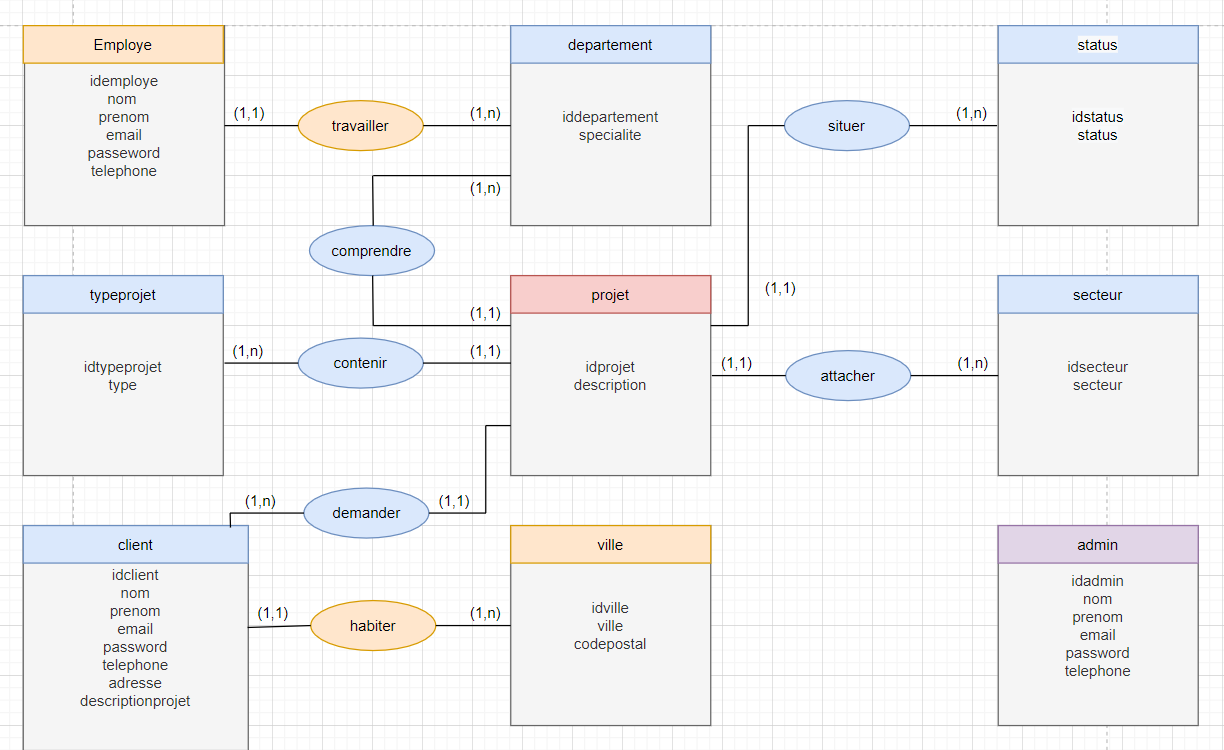 Employe
idemploye
nom
prenom
email
passeword
telephone
(1,1)
travailler
(1,n)
departement
iddepartement
specialite
situer
(1,n)
status
idstatus
status
(1,n)
comprendre
(1,1)
(1,1)
typeprojet
idtypeprojet
type
(1,n)
contenir
(1,1)
projet
idprojet
description
(1,1)
attacher
(1,n)
secteur
idsecteur
secteur
(1,n)
demander
(1,1)
client
idclient
nom
prenom
email
password
telephone
adresse
descriptionprojet
(1,1)
habiter
(1,n)
ville
idville
ville
codepostal
admin
idadmin
nom
prenom
email
password
telephone